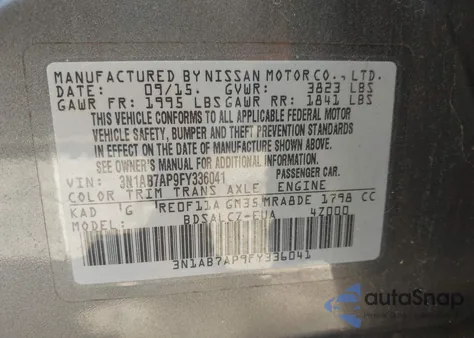 MANUFACTURED BY NISSAN MOTOR CO., LTD.
DATE: 09/15. GVWR: 3823 LBS
GAWR FR: 1995 LBS GAWR RR: 1841 LBS
THIS VEHICLE CONFORMS TO ALL APPLICABLE FEDERAL MOTOR
VEHICLE SAFETY, BUMPER AND THEFT PREVENTION STANDARDS
IN EFFECT ON THE DATE OF MANUFACTURE SHOWN ABOVE.
SEE OWNER'S MANUAL FOR ADDITIONAL INFORMATION.
VIN: 3N1AB7AP9FY336041 PASSENGER CAR.
COLOR TRIM TRANS AXLE ENGINE
KAD 'G 'RE0F11A GM35 MRA8DE 1798 CC
MODEL: BDSALCZ-EUA 4Z000
3N1AB7AP9FY336041
autoSnap